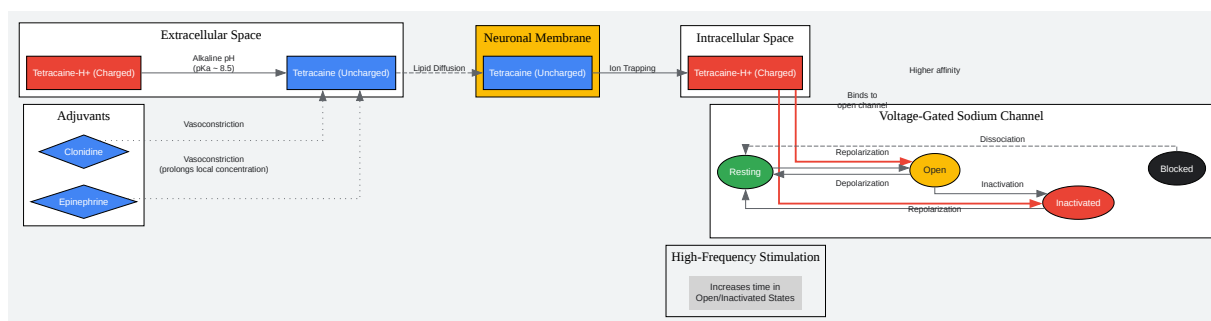 Extracellular Space
Tetracaine-H+ (Charged)
Alkaline pH
(pKa ~ 8.5)
Tetracaine (Uncharged)
Lipid Diffusion
Neuronal Membrane
Tetracaine (Uncharged)
Ion Trapping
Intracellular Space
Tetracaine-H+ (Charged)
Higher affinity
Binds to
open channel
Adjuvants
Clonidine
Vasoconstriction
Epinephrine
Vasoconstriction
(prolongs local concentration)
Voltage-Gated Sodium Channel
Dissociation
Repolarization
Resting
Open
Blocked
Depolarization
Inactivation
Inactivated
Repolarization
High-Frequency Stimulation
Increases time in
Open/Inactivated States